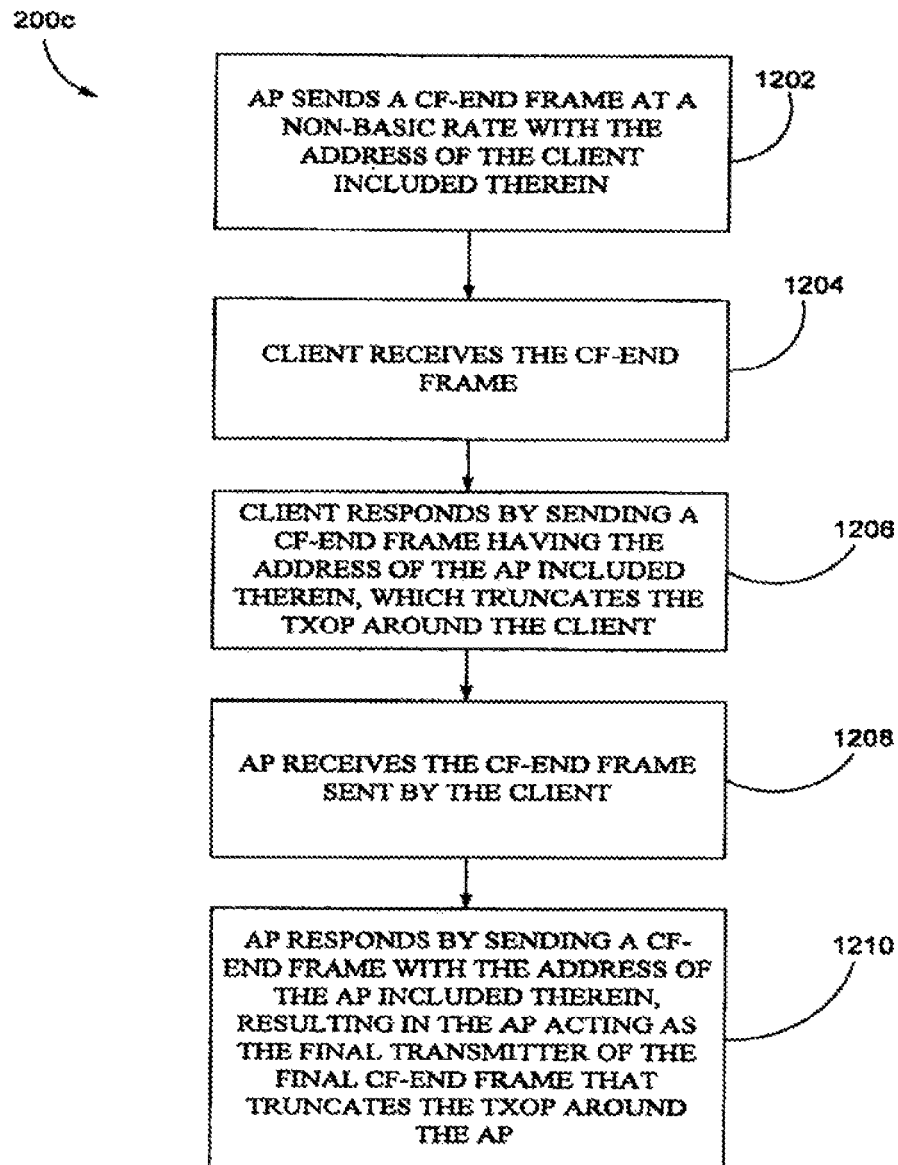 200c
1202
AP SENDS A CF-END FRAME AT A
NON-BASIC RATE WITH THE
ADDRESS OF THE CLIENT
INCLUDED THEREIN
1204
CLIENT RECEIVES THE CF-END
FRAME
1206
CLIENT RESPONDS BY SENDING A
CF-END FRAME HAVING THE
ADDRESS OF THE AP INCLUDED
THEREIN, WHICH TRUNCATES THE
TXOP AROUND THE CLIENT
1208
AP RECEIVES THE CF-END FRAME
SENT BY THE CLIENT
1210
AP RESPONDS BY SENDING A CF-
END FRAME WITH THE ADDRESS OF
THE AP INCLUDED THEREIN,
RESULTING IN THE AP ACTING AS
THE FINAL TRANSMITTER OF THE
FINAL CF-END FRAME THAT
TRUNCATES THE TXOP AROUND
THE AP